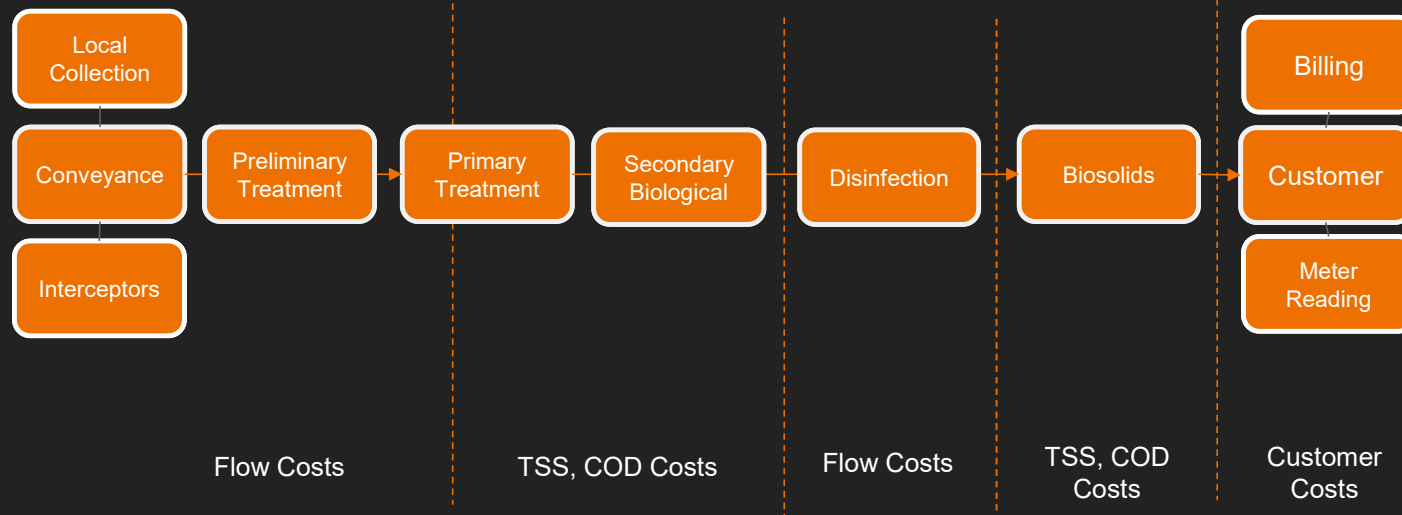 Local
Collection
Conveyance
Interceptors
Preliminary
Treatment
Primary
Treatment
Secondary
Biological
Disinfection
Biosolids
Billing
Customer
Meter
Reading
Flow Costs
TSS, COD Costs
Flow Costs
TSS, COD
Costs
Customer
Costs